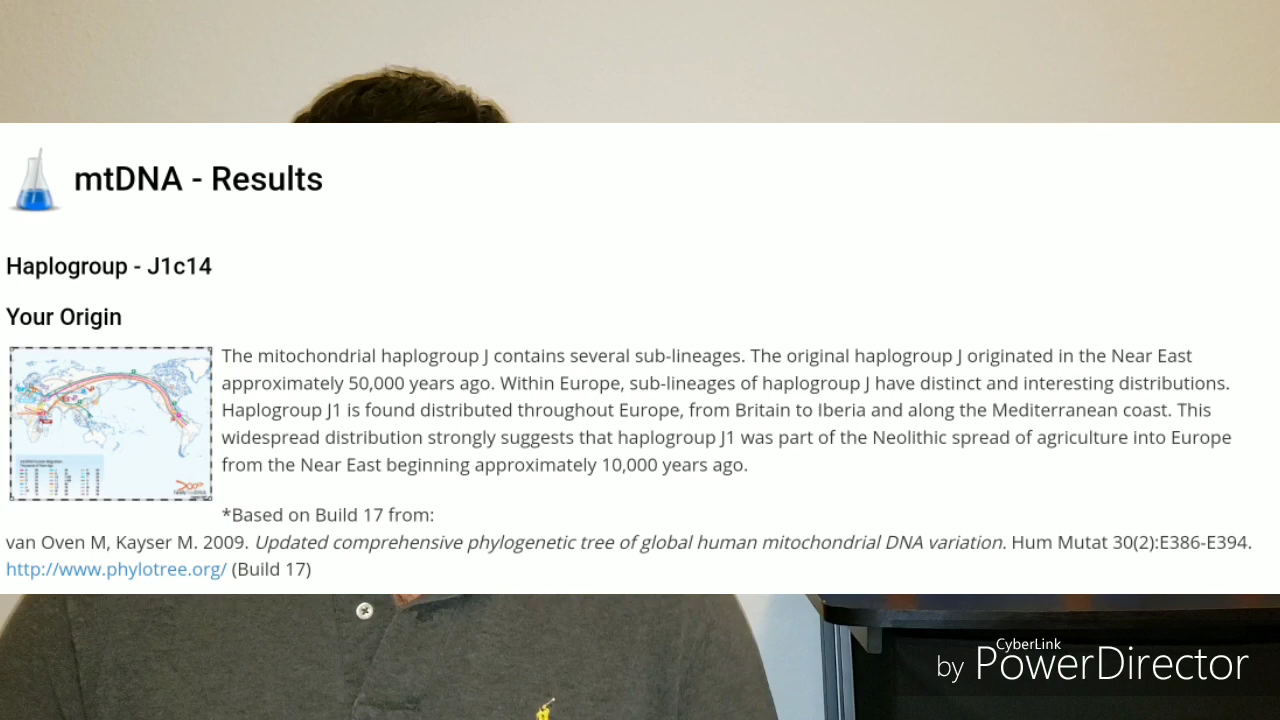 mtDNA - Results
Haplogroup - J1c14
Your Origin
The mitochondrial haplogroup J contains several sub-lineages. The original haplogroup J originated in the Near East
approximately 50,000 years ago. Within Europe, sub-lineages of haplogroup J have distinct and interesting distributions.
Haplogroup J1 is found distributed throughout Europe, from Britain to Iberia and along the Mediterranean coast. This
widespread distribution strongly suggests that haplogroup J1 was part of the Neolithic spread of agriculture into Europe
from the Near East beginning approximately 10,000 years ago.
*Based on Build 17 from:
van Oven M, Kayser M. 2009. Updated comprehensive phylogenetic tree of global human mitochondrial DNA variation. Hum Mutat 30(2):E386-E394.
http://www.phylotree.org/ (Build 17)
CyberLink
by PowerDirector